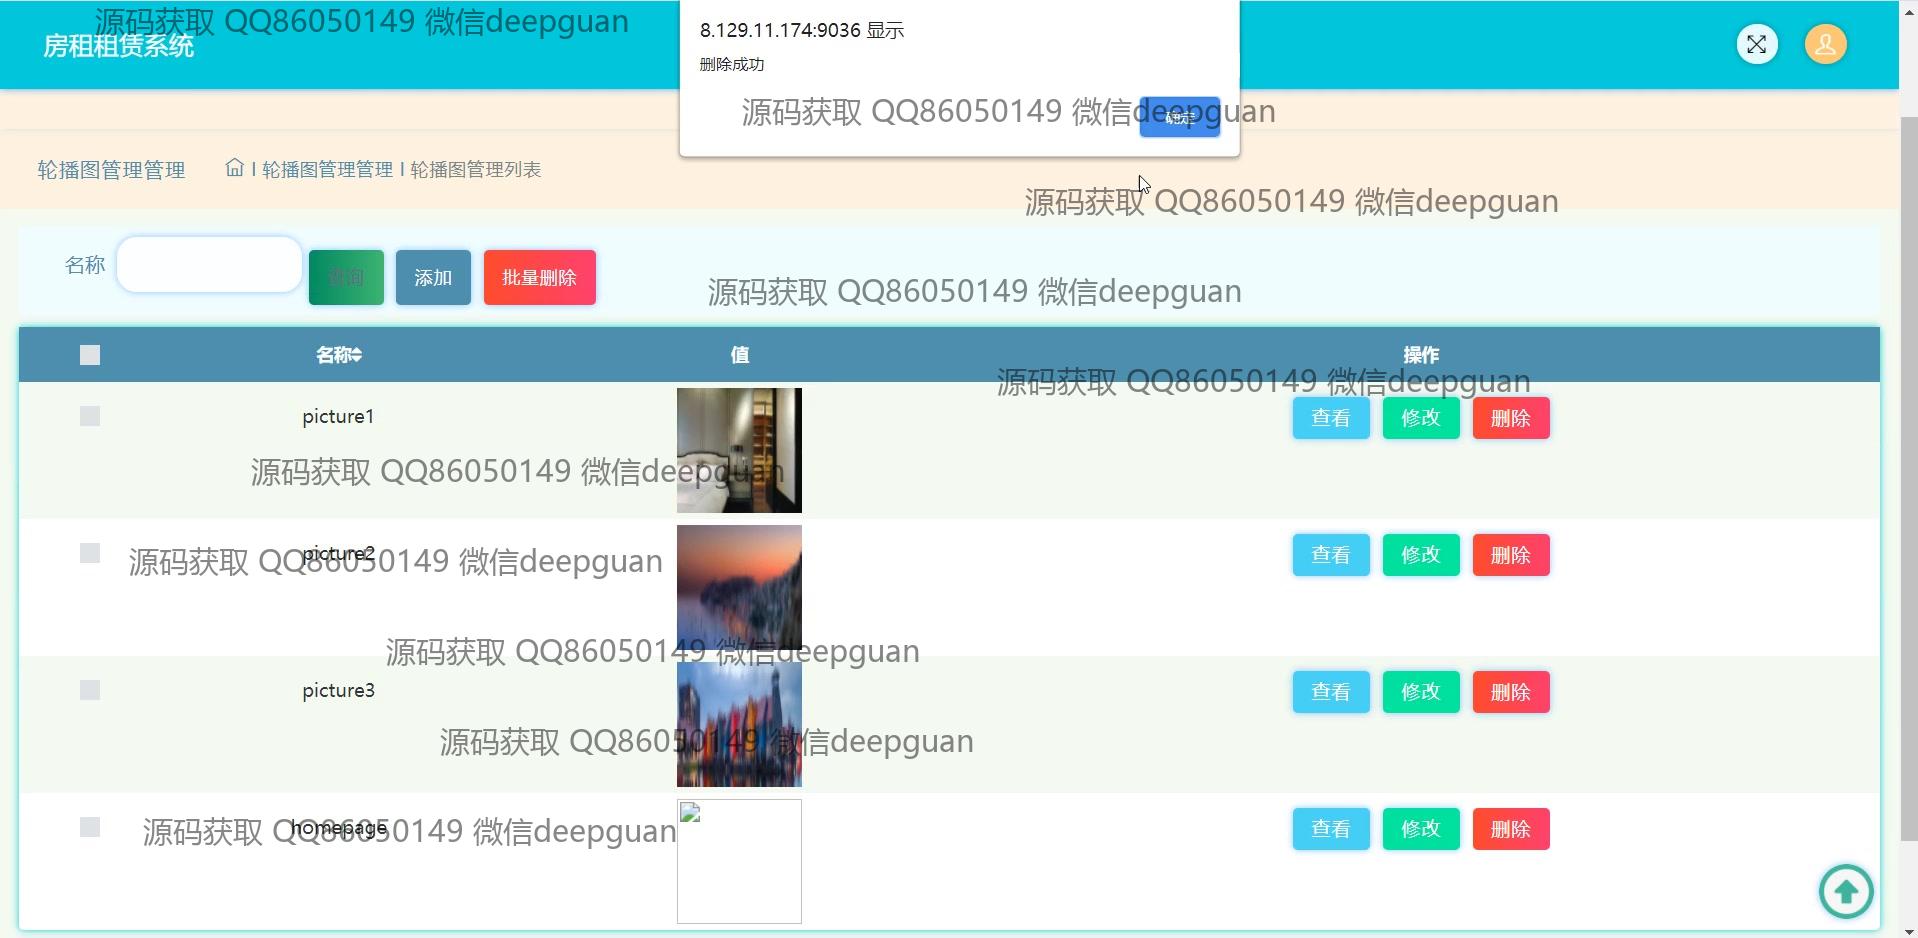 源码获取 QQ86050149 微信deepguan
房租租赁系统
8.129.11.174:9036 显示
删除成功
确定
源码获取 QQ86050149 微信deepguan
轮播图管理管理
轮播图管理管理 轮播图管理列表
源码获取 QQ86050149 微信deepguan
名称
查询 添加 批量删除
源码获取 QQ86050149 微信deepguan
名称 值 操作
源码获取 QQ86050149 微信deepguan
picture1 查看 修改 删除
源码获取 QQ86050149 微信deepguan
picture2 查看 修改 删除
源码获取 QQ86050149 微信deepguan
源码获取 QQ86050149 微信deepguan
picture3 查看 修改 删除
源码获取 QQ86050149 微信deepguan
homepage 查看 修改 删除
源码获取 QQ86050149 微信deepguan